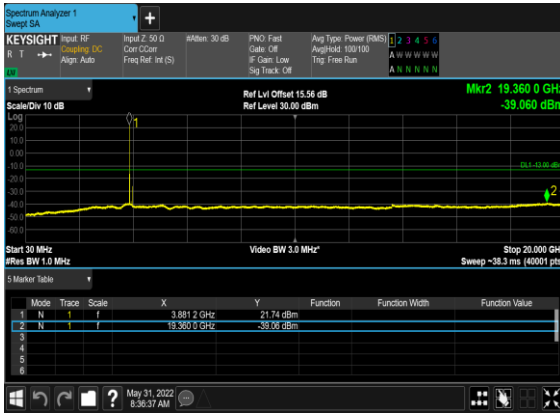 Spectrum Analyzer 1
Swept SA
+
KEYSIGHT Input: RF Input Z: 50 Ω #Atten: 30 dB PNO: Fast Avg Type: Power (RMS) 1 2 3 4 5 6
R T Coupling: DC Corr CCorr Gate: Off Avg|Hold: 100/100 A W W W W W
Align: Auto Freq Ref: Int (S) IF Gain: Low Trig: Free Run
Sig Track: Off A N N N N N
1 Spectrum Ref Lvl Offset 15.56 dB Mkr2 19.360 0 GHz
Scale/Div 10 dB Ref Level 30.00 dBm -39.060 dBm
Log
20.0
10.0
0.00
-10.0
DL1 -13.00 dBm
-20.0
-30.0
-40.0
-50.0
-60.0
1
2
Start 30 MHz Video BW 3.0 MHz* Stop 20.000 GHz
#Res BW 1.0 MHz Sweep ~38.3 ms (40001 pts)
5 Marker Table
Mode Trace Scale X Y Function Function Width Function Value
1 N 1 f 3.881 2 GHz 21.74 dBm
2 N 1 f 19.360 0 GHz -39.06 dBm
3
4
5
6
? May 31, 2022
8:36:37 AM